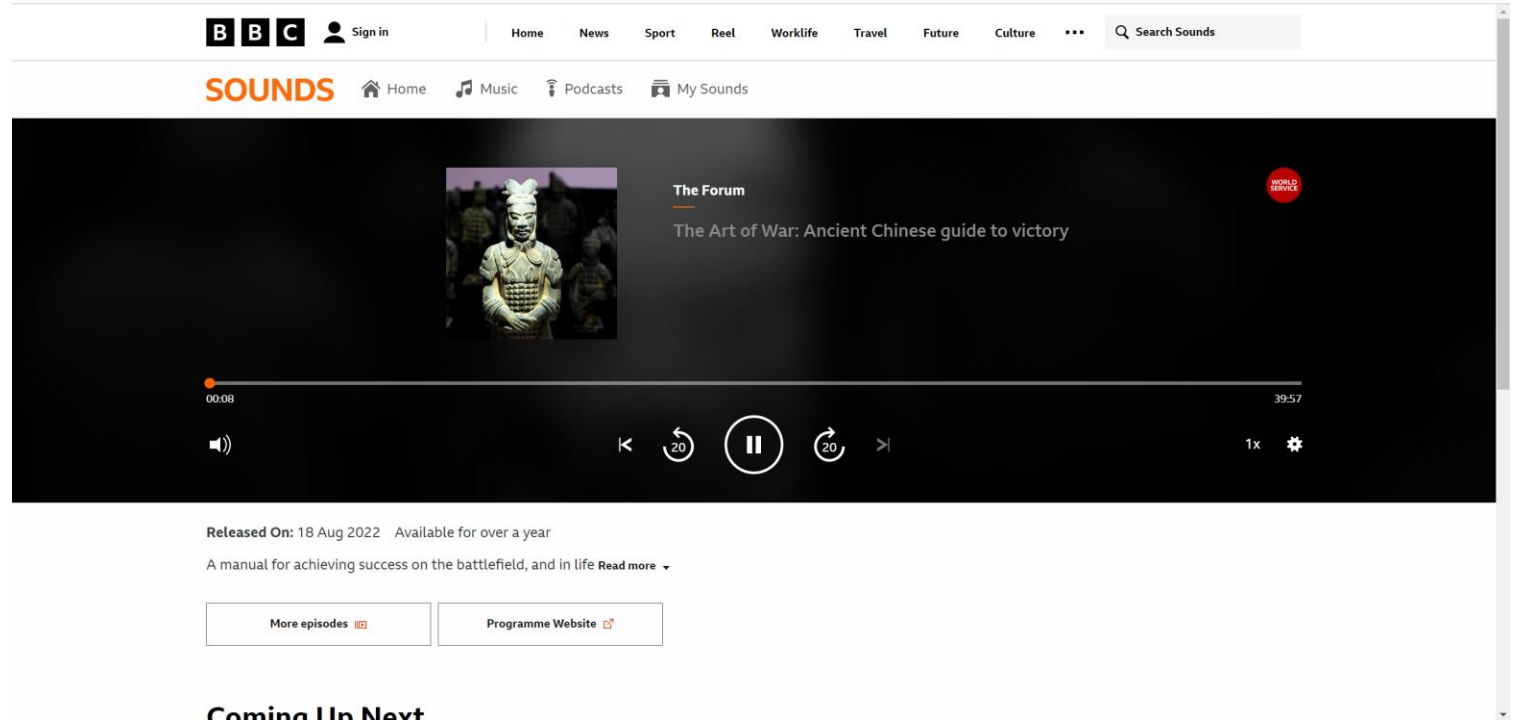 BBC Sign in Home News Sport Reel Worklife Travel Future Culture ••• Search Sounds
SOUNDS Home Music Podcasts My Sounds
The Forum
WORLD
SERVICE
The Art of War: Ancient Chinese guide to victory
00:08 39:57
20 20 1x
Released On: 18 Aug 2022 Available for over a year
A manual for achieving success on the battlefield, and in life Read more
More episodes Programme Website
Coming Up Next